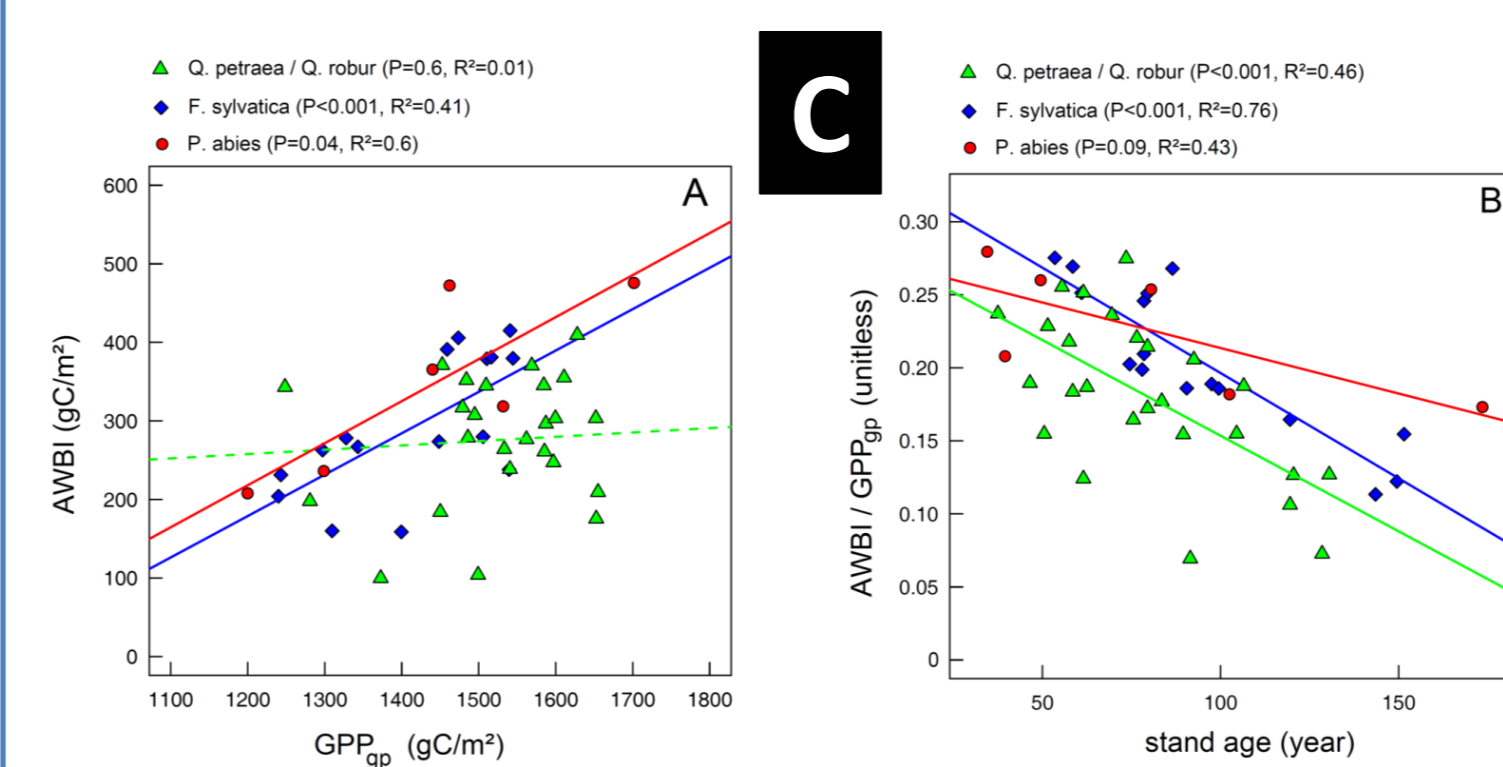 Q. petraea / Q. robur (P=0.6, R²=0.01)
F. sylvatica (P<0.001, R²=0.41)
P. abies (P=0.04, R²=0.6)
A
600
500
400
300
200
100
0
AWBI (gC/m²)
1100 1200 1300 1400 1500 1600 1700 1800
GPPgp (gC/m²)
C
Q. petraea / Q. robur (P<0.001, R²=0.46)
F. sylvatica (P<0.001, R²=0.76)
P. abies (P=0.09, R²=0.43)
B
0.30
0.25
0.20
0.15
0.10
0.05
0
AWBI / GPPgp (unitless)
50 100 150
stand age (year)